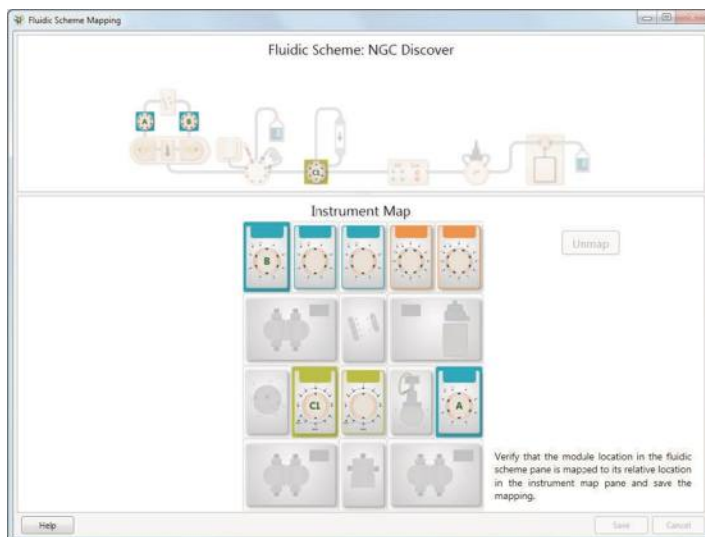 Fluidic Scheme Mapping
Fluidic Scheme: NGC Discover
A
B
C1
Instrument Map
B
Unmap
C1
A
Verify that the module location in the fluidic
scheme pane is mapped to its relative location
in the instrument map pane and save the
mapping.
Help
Save
Cancel